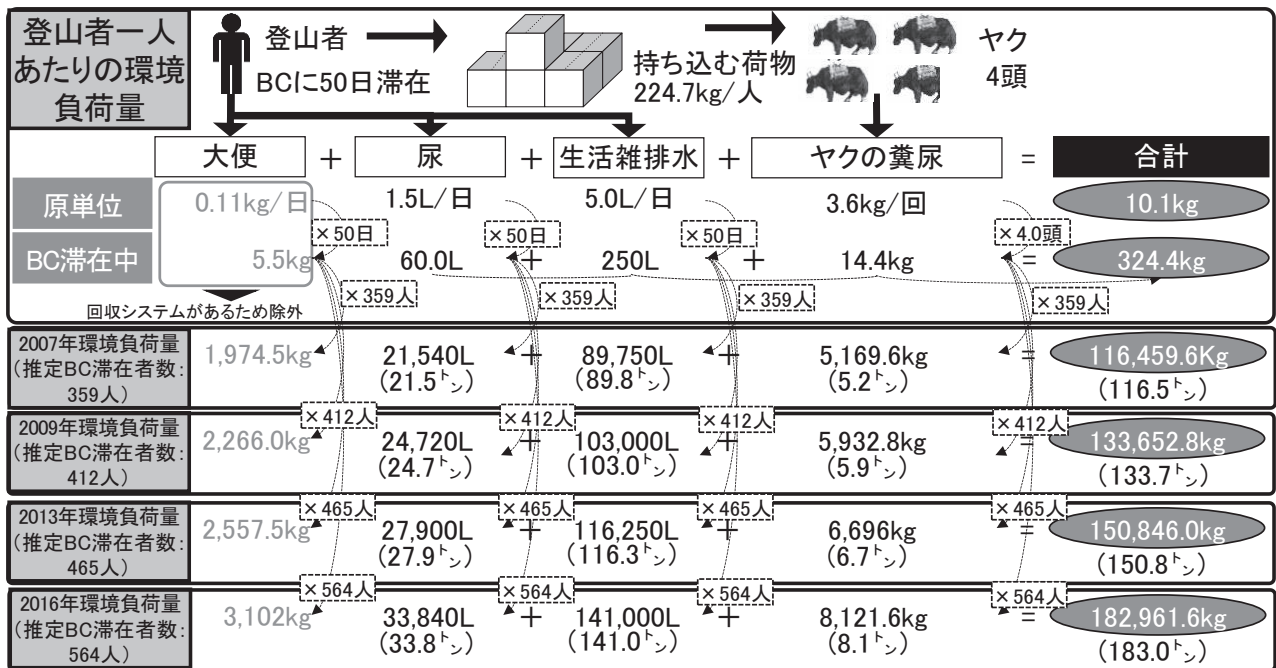 登山者一人
あたりの環境
負荷量
登山者
BCに50日滞在
持ち込む荷物
224.7kg/人
ヤク
4頭
大便 + 尿 + 生活雑排水 + ヤクの糞尿 = 合計
原単位 0.11kg/日 1.5L/日 5.0L/日 3.6kg/回 10.1kg
×50日 ×50日 ×50日 ×4.0頭
BC滞在中 5.5kg 60.0L + 250L + 14.4kg = 324.4kg
×359人 ×359人 ×359人 ×359人
回収システムがあるため除外
2007年環境負荷量
(推定BC滞在者数:
359人)
1,974.5kg 21,540L + 89,750L + 5,169.6kg = 116,459.6Kg
(21.5トン) (89.8トン) (5.2トン) (116.5トン)
×412人 ×412人 ×412人 ×412人
2009年環境負荷量
(推定BC滞在者数:
412人)
2,266.0kg 24,720L + 103,000L + 5,932.8kg = 133,652.8kg
(24.7トン) (103.0トン) (5.9トン) (133.7トン)
×465人 ×465人 ×465人 ×465人
2013年環境負荷量
(推定BC滞在者数:
465人)
2,557.5kg 27,900L + 116,250L + 6,696kg = 150,846.0kg
(27.9トン) (116.3トン) (6.7トン) (150.8トン)
×564人 ×564人 ×564人 ×564人
2016年環境負荷量
(推定BC滞在者数:
564人)
3,102kg 33,840L + 141,000L + 8,121.6kg = 182,961.6kg
(33.8トン) (141.0トン) (8.1トン) (183.0トン)